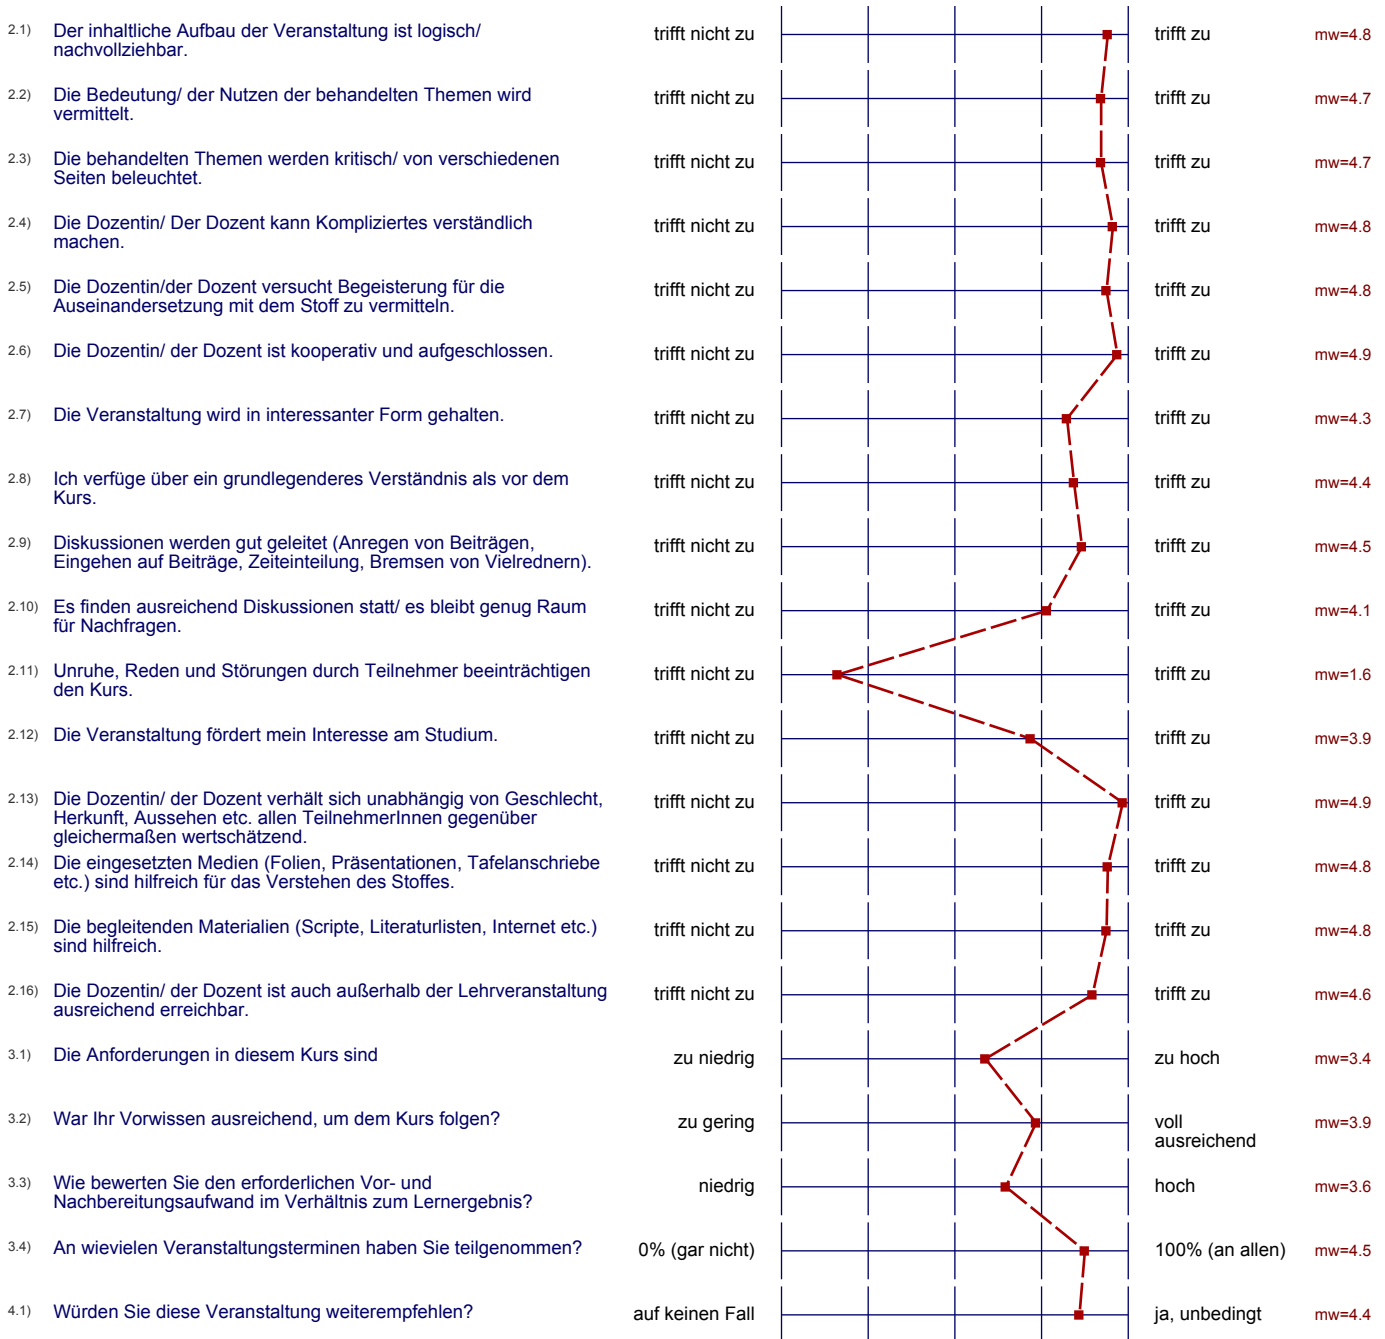 2.1) Der inhaltliche Aufbau der Veranstaltung ist logisch/ trifft nicht zu trifft zu mw=4.8
nachvollziehbar.
2.2) Die Bedeutung/ der Nutzen der behandelten Themen wird trifft nicht zu trifft zu mw=4.7
vermittelt.
2.3) Die behandelten Themen werden kritisch/ von verschiedenen trifft nicht zu trifft zu mw=4.7
Seiten beleuchtet.
2.4) Die Dozentin/ Der Dozent kann Kompliziertes verständlich trifft nicht zu trifft zu mw=4.8
machen.
2.5) Die Dozentin/der Dozent versucht Begeisterung für die trifft nicht zu trifft zu mw=4.8
Auseinandersetzung mit dem Stoff zu vermitteln.
2.6) Die Dozentin/ der Dozent ist kooperativ und aufgeschlossen. trifft nicht zu trifft zu mw=4.9
2.7) Die Veranstaltung wird in interessanter Form gehalten. trifft nicht zu trifft zu mw=4.3
2.8) Ich verfüge über ein grundlegenderes Verständnis als vor dem trifft nicht zu trifft zu mw=4.4
Kurs.
2.9) Diskussionen werden gut geleitet (Anregen von Beiträgen, trifft nicht zu trifft zu mw=4.5
Eingehen auf Beiträge, Zeiteinteilung, Bremsen von Vielrednern).
2.10) Es finden ausreichend Diskussionen statt/ es bleibt genug Raum trifft nicht zu trifft zu mw=4.1
für Nachfragen.
2.11) Unruhe, Reden und Störungen durch Teilnehmer beeinträchtigen trifft nicht zu trifft zu mw=1.6
den Kurs.
2.12) Die Veranstaltung fördert mein Interesse am Studium. trifft nicht zu trifft zu mw=3.9
2.13) Die Dozentin/ der Dozent verhält sich unabhängig von Geschlecht, trifft nicht zu trifft zu mw=4.9
Herkunft, Aussehen etc. allen TeilnehmerInnen gegenüber
gleichermaßen wertschätzend.
2.14) Die eingesetzten Medien (Folien, Präsentationen, Tafelanschriebe trifft nicht zu trifft zu mw=4.8
etc.) sind hilfreich für das Verstehen des Stoffes.
2.15) Die begleitenden Materialien (Scripte, Literaturlisten, Internet etc.) trifft nicht zu trifft zu mw=4.8
sind hilfreich.
2.16) Die Dozentin/ der Dozent ist auch außerhalb der Lehrveranstaltung trifft nicht zu trifft zu mw=4.6
ausreichend erreichbar.
3.1) Die Anforderungen in diesem Kurs sind zu niedrig zu hoch mw=3.4
3.2) War Ihr Vorwissen ausreichend, um dem Kurs folgen? zu gering voll mw=3.9
ausreichend
3.3) Wie bewerten Sie den erforderlichen Vor- und niedrig hoch mw=3.6
Nachbereitungsaufwand im Verhältnis zum Lernergebnis?
3.4) An wievielen Veranstaltungsterminen haben Sie teilgenommen? 0% (gar nicht) 100% (an allen) mw=4.5
4.1) Würden Sie diese Veranstaltung weiterempfehlen? auf keinen Fall ja, unbedingt mw=4.4